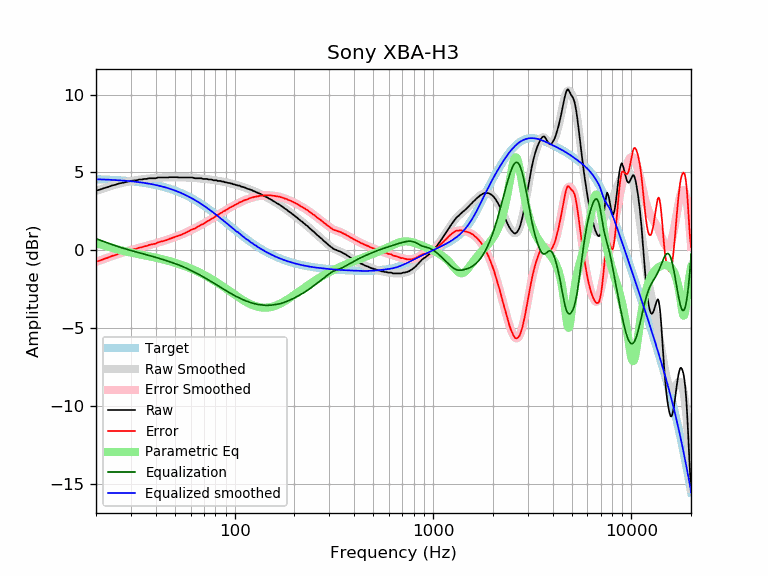 Sony XBA-H3
Amplitude (dBr)
10
5
0
−5
−10
−15
Target
Raw Smoothed
Error Smoothed
Raw
Error
Parametric Eq
Equalization
Equalized smoothed
100
1000
10000
Frequency (Hz)